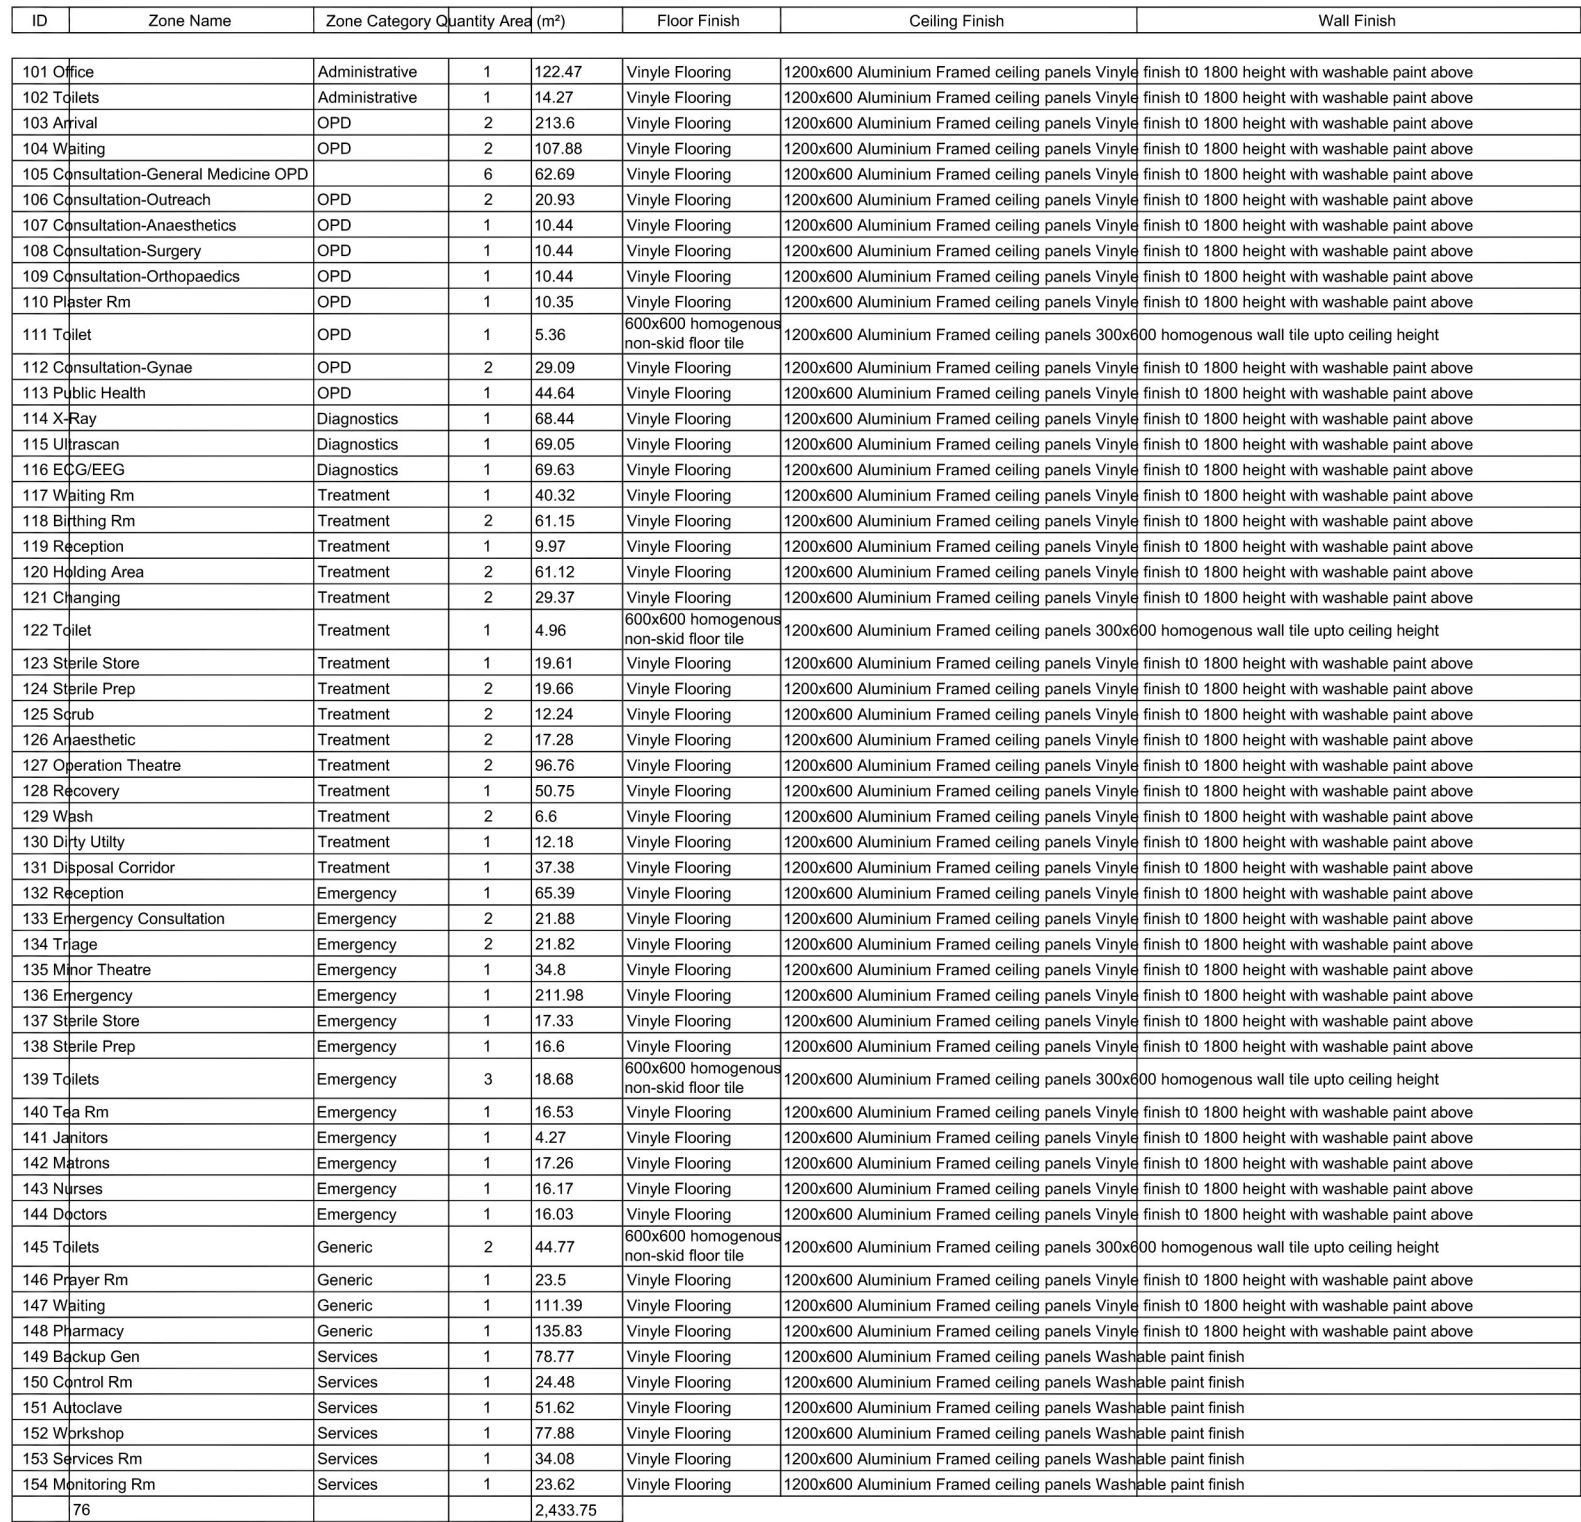 ID Zone Name Zone Category Quantity Area (m²) Floor Finish Ceiling Finish Wall Finish
101 Office Administrative 1 122.47 Vinyle Flooring 1200x600 Aluminium Framed ceiling panels Vinyle finish t0 1800 height with washable paint above
102 Toilets Administrative 1 14.27 Vinyle Flooring 1200x600 Aluminium Framed ceiling panels Vinyle finish t0 1800 height with washable paint above
103 Arrival OPD 2 213.6 Vinyle Flooring 1200x600 Aluminium Framed ceiling panels Vinyle finish t0 1800 height with washable paint above
104 Waiting OPD 2 107.88 Vinyle Flooring 1200x600 Aluminium Framed ceiling panels Vinyle finish t0 1800 height with washable paint above
105 Consultation-General Medicine OPD 6 62.69 Vinyle Flooring 1200x600 Aluminium Framed ceiling panels Vinyle finish t0 1800 height with washable paint above
106 Consultation-Outreach OPD 2 20.93 Vinyle Flooring 1200x600 Aluminium Framed ceiling panels Vinyle finish t0 1800 height with washable paint above
107 Consultation-Anaesthetics OPD 1 10.44 Vinyle Flooring 1200x600 Aluminium Framed ceiling panels Vinyle finish t0 1800 height with washable paint above
108 Consultation-Surgery OPD 1 10.44 Vinyle Flooring 1200x600 Aluminium Framed ceiling panels Vinyle finish t0 1800 height with washable paint above
109 Consultation-Orthopaedics OPD 1 10.44 Vinyle Flooring 1200x600 Aluminium Framed ceiling panels Vinyle finish t0 1800 height with washable paint above
110 Plaster Rm OPD 1 10.35 Vinyle Flooring 1200x600 Aluminium Framed ceiling panels Vinyle finish t0 1800 height with washable paint above
111 Toilet OPD 1 5.36 600x600 homogenous
non-skid floor tile 1200x600 Aluminium Framed ceiling panels 300x600 homogenous wall tile upto ceiling height
112 Consultation-Gynae OPD 2 29.09 Vinyle Flooring 1200x600 Aluminium Framed ceiling panels Vinyle finish t0 1800 height with washable paint above
113 Public Health OPD 1 44.64 Vinyle Flooring 1200x600 Aluminium Framed ceiling panels Vinyle finish t0 1800 height with washable paint above
114 X-Ray Diagnostics 1 68.44 Vinyle Flooring 1200x600 Aluminium Framed ceiling panels Vinyle finish t0 1800 height with washable paint above
115 Ultrascan Diagnostics 1 69.05 Vinyle Flooring 1200x600 Aluminium Framed ceiling panels Vinyle finish t0 1800 height with washable paint above
116 ECG/EEG Diagnostics 1 69.63 Vinyle Flooring 1200x600 Aluminium Framed ceiling panels Vinyle finish t0 1800 height with washable paint above
117 Waiting Rm Treatment 1 40.32 Vinyle Flooring 1200x600 Aluminium Framed ceiling panels Vinyle finish t0 1800 height with washable paint above
118 Birthing Rm Treatment 2 61.15 Vinyle Flooring 1200x600 Aluminium Framed ceiling panels Vinyle finish t0 1800 height with washable paint above
119 Reception Treatment 1 9.97 Vinyle Flooring 1200x600 Aluminium Framed ceiling panels Vinyle finish t0 1800 height with washable paint above
120 Holding Area Treatment 2 61.12 Vinyle Flooring 1200x600 Aluminium Framed ceiling panels Vinyle finish t0 1800 height with washable paint above
121 Changing Treatment 2 29.37 Vinyle Flooring 1200x600 Aluminium Framed ceiling panels Vinyle finish t0 1800 height with washable paint above
122 Toilet Treatment 1 4.96 600x600 homogenous
non-skid floor tile 1200x600 Aluminium Framed ceiling panels 300x600 homogenous wall tile upto ceiling height
123 Sterile Store Treatment 1 19.61 Vinyle Flooring 1200x600 Aluminium Framed ceiling panels Vinyle finish t0 1800 height with washable paint above
124 Sterile Prep Treatment 2 19.66 Vinyle Flooring 1200x600 Aluminium Framed ceiling panels Vinyle finish t0 1800 height with washable paint above
125 Scrub Treatment 2 12.24 Vinyle Flooring 1200x600 Aluminium Framed ceiling panels Vinyle finish t0 1800 height with washable paint above
126 Anaesthetic Treatment 2 17.28 Vinyle Flooring 1200x600 Aluminium Framed ceiling panels Vinyle finish t0 1800 height with washable paint above
127 Operation Theatre Treatment 2 96.76 Vinyle Flooring 1200x600 Aluminium Framed ceiling panels Vinyle finish t0 1800 height with washable paint above
128 Recovery Treatment 1 50.75 Vinyle Flooring 1200x600 Aluminium Framed ceiling panels Vinyle finish t0 1800 height with washable paint above
129 Wash Treatment 2 6.6 Vinyle Flooring 1200x600 Aluminium Framed ceiling panels Vinyle finish t0 1800 height with washable paint above
130 Dirty Utilty Treatment 1 12.18 Vinyle Flooring 1200x600 Aluminium Framed ceiling panels Vinyle finish t0 1800 height with washable paint above
131 Disposal Corridor Treatment 1 37.38 Vinyle Flooring 1200x600 Aluminium Framed ceiling panels Vinyle finish t0 1800 height with washable paint above
132 Reception Emergency 1 65.39 Vinyle Flooring 1200x600 Aluminium Framed ceiling panels Vinyle finish t0 1800 height with washable paint above
133 Emergency Consultation Emergency 2 21.88 Vinyle Flooring 1200x600 Aluminium Framed ceiling panels Vinyle finish t0 1800 height with washable paint above
134 Triage Emergency 2 21.82 Vinyle Flooring 1200x600 Aluminium Framed ceiling panels Vinyle finish t0 1800 height with washable paint above
135 Minor Theatre Emergency 1 34.8 Vinyle Flooring 1200x600 Aluminium Framed ceiling panels Vinyle finish t0 1800 height with washable paint above
136 Emergency Emergency 1 211.98 Vinyle Flooring 1200x600 Aluminium Framed ceiling panels Vinyle finish t0 1800 height with washable paint above
137 Sterile Store Emergency 1 17.33 Vinyle Flooring 1200x600 Aluminium Framed ceiling panels Vinyle finish t0 1800 height with washable paint above
138 Sterile Prep Emergency 1 16.6 Vinyle Flooring 1200x600 Aluminium Framed ceiling panels Vinyle finish t0 1800 height with washable paint above
139 Toilets Emergency 3 18.68 600x600 homogenous
non-skid floor tile 1200x600 Aluminium Framed ceiling panels 300x600 homogenous wall tile upto ceiling height
140 Tea Rm Emergency 1 16.53 Vinyle Flooring 1200x600 Aluminium Framed ceiling panels Vinyle finish t0 1800 height with washable paint above
141 Janitors Emergency 1 4.27 Vinyle Flooring 1200x600 Aluminium Framed ceiling panels Vinyle finish t0 1800 height with washable paint above
142 Matrons Emergency 1 17.26 Vinyle Flooring 1200x600 Aluminium Framed ceiling panels Vinyle finish t0 1800 height with washable paint above
143 Nurses Emergency 1 16.17 Vinyle Flooring 1200x600 Aluminium Framed ceiling panels Vinyle finish t0 1800 height with washable paint above
144 Doctors Emergency 1 16.03 Vinyle Flooring 1200x600 Aluminium Framed ceiling panels Vinyle finish t0 1800 height with washable paint above
145 Toilets Generic 2 44.77 600x600 homogenous
non-skid floor tile 1200x600 Aluminium Framed ceiling panels 300x600 homogenous wall tile upto ceiling height
146 Prayer Rm Generic 1 23.5 Vinyle Flooring 1200x600 Aluminium Framed ceiling panels Vinyle finish t0 1800 height with washable paint above
147 Waiting Generic 1 111.39 Vinyle Flooring 1200x600 Aluminium Framed ceiling panels Vinyle finish t0 1800 height with washable paint above
148 Pharmacy Generic 1 135.83 Vinyle Flooring 1200x600 Aluminium Framed ceiling panels Vinyle finish t0 1800 height with washable paint above
149 Backup Gen Services 1 78.77 Vinyle Flooring 1200x600 Aluminium Framed ceiling panels Washable paint finish
150 Control Rm Services 1 24.48 Vinyle Flooring 1200x600 Aluminium Framed ceiling panels Washable paint finish
151 Autoclave Services 1 51.62 Vinyle Flooring 1200x600 Aluminium Framed ceiling panels Washable paint finish
152 Workshop Services 1 77.88 Vinyle Flooring 1200x600 Aluminium Framed ceiling panels Washable paint finish
153 Services Rm Services 1 34.08 Vinyle Flooring 1200x600 Aluminium Framed ceiling panels Washable paint finish
154 Monitoring Rm Services 1 23.62 Vinyle Flooring 1200x600 Aluminium Framed ceiling panels Washable paint finish
76 2,433.75